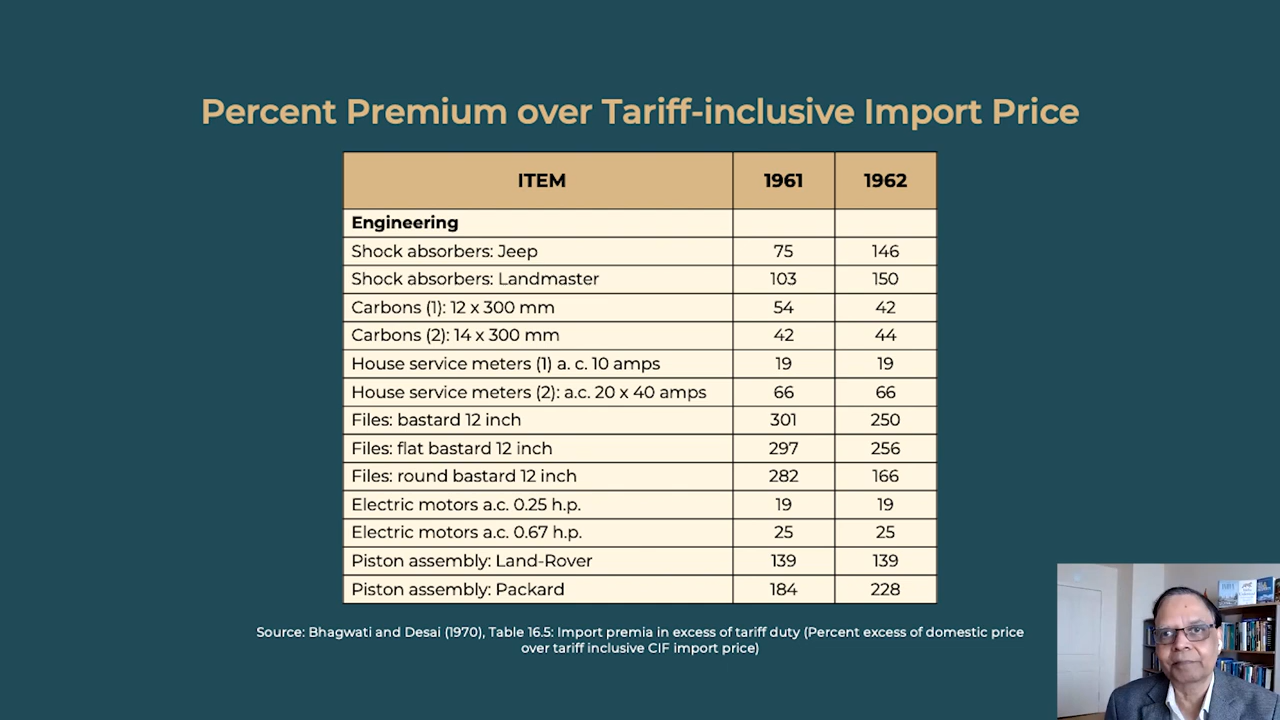 Percent Premium over Tariff-inclusive Import Price
ITEM 1961 1962
Engineering
Shock absorbers: Jeep 75 146
Shock absorbers: Landmaster 103 150
Carbons (1): 12 x 300 mm 54 42
Carbons (2): 14 x 300 mm 42 44
House service meters (1) a. c. 10 amps 19 19
House service meters (2): a.c. 20 x 40 amps 66 66
Files: bastard 12 inch 301 250
Files: flat bastard 12 inch 297 256
Files: round bastard 12 inch 282 166
Electric motors a.c. 0.25 h.p. 19 19
Electric motors a.c. 0.67 h.p. 25 25
Piston assembly: Land-Rover 139 139
Piston assembly: Packard 184 228
Source: Bhagwati and Desai (1970), Table 16.5: Import premia in excess of tariff duty (Percent excess of domestic price
over tariff inclusive CIF import price)